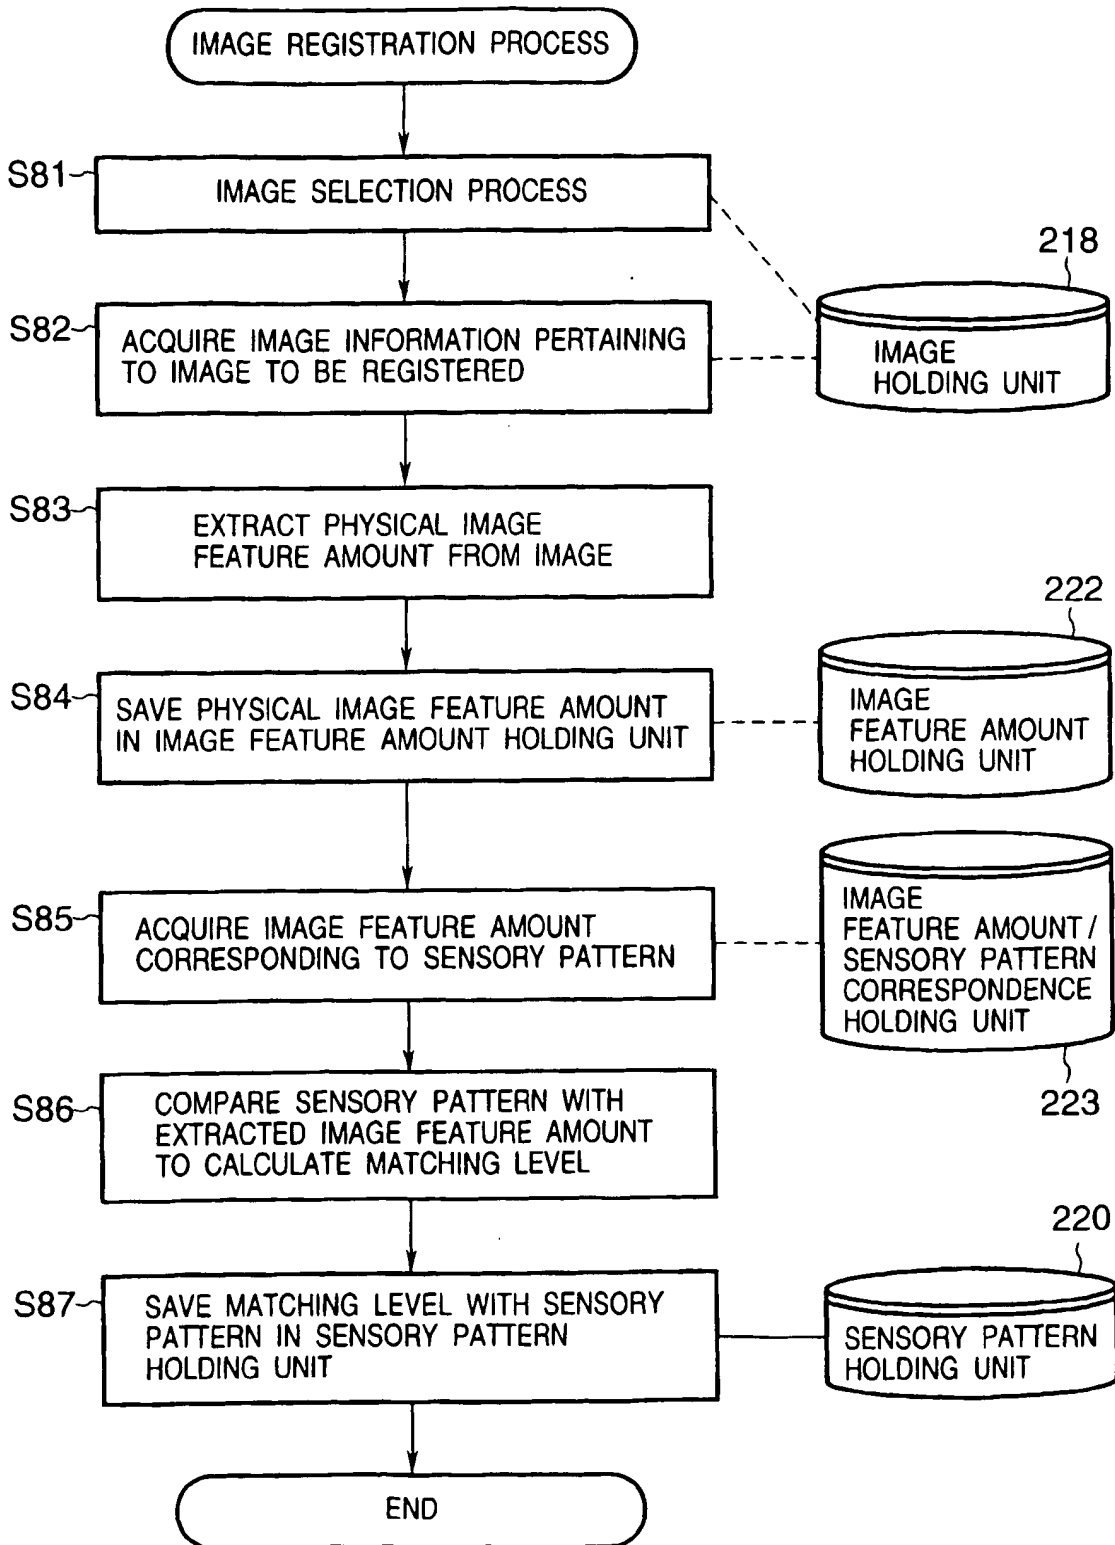 IMAGE REGISTRATION PROCESS
S81
IMAGE SELECTION PROCESS
218
S82
ACQUIRE IMAGE INFORMATION PERTAINING
TO IMAGE TO BE REGISTERED
IMAGE
HOLDING UNIT
S83
EXTRACT PHYSICAL IMAGE
FEATURE AMOUNT FROM IMAGE
222
S84
SAVE PHYSICAL IMAGE FEATURE AMOUNT
IN IMAGE FEATURE AMOUNT HOLDING UNIT
IMAGE
FEATURE AMOUNT
HOLDING UNIT
S85
ACQUIRE IMAGE FEATURE AMOUNT
CORRESPONDING TO SENSORY PATTERN
IMAGE
FEATURE AMOUNT /
SENSORY PATTERN
CORRESPONDENCE
HOLDING UNIT
223
S86
COMPARE SENSORY PATTERN WITH
EXTRACTED IMAGE FEATURE AMOUNT
TO CALCULATE MATCHING LEVEL
220
S87
SAVE MATCHING LEVEL WITH SENSORY
PATTERN IN SENSORY PATTERN
HOLDING UNIT
SENSORY PATTERN
HOLDING UNIT
END